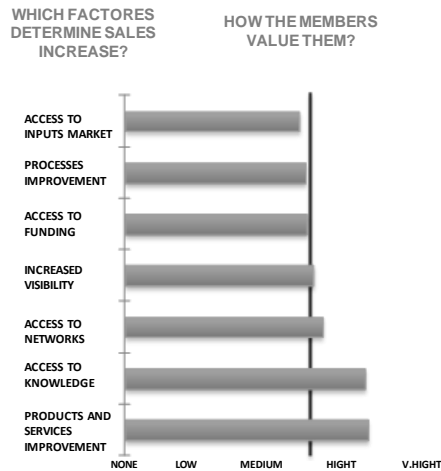 WHICH FACTORES
DETERMINE SALES
INCREASE?
HOW THE MEMBERS
VALUE THEM?
ACCESS TO
INPUTS MARKET
PROCESSES
IMPROVEMENT
ACCESS TO
FUNDING
INCREASED
VISIBILITY
ACCESS TO
NETWORKS
ACCESS TO
KNOWLEDGE
PRODUCTS AND
SERVICES
IMPROVEMENT
NONE LOW MEDIUM HIGHT V.HIGHT